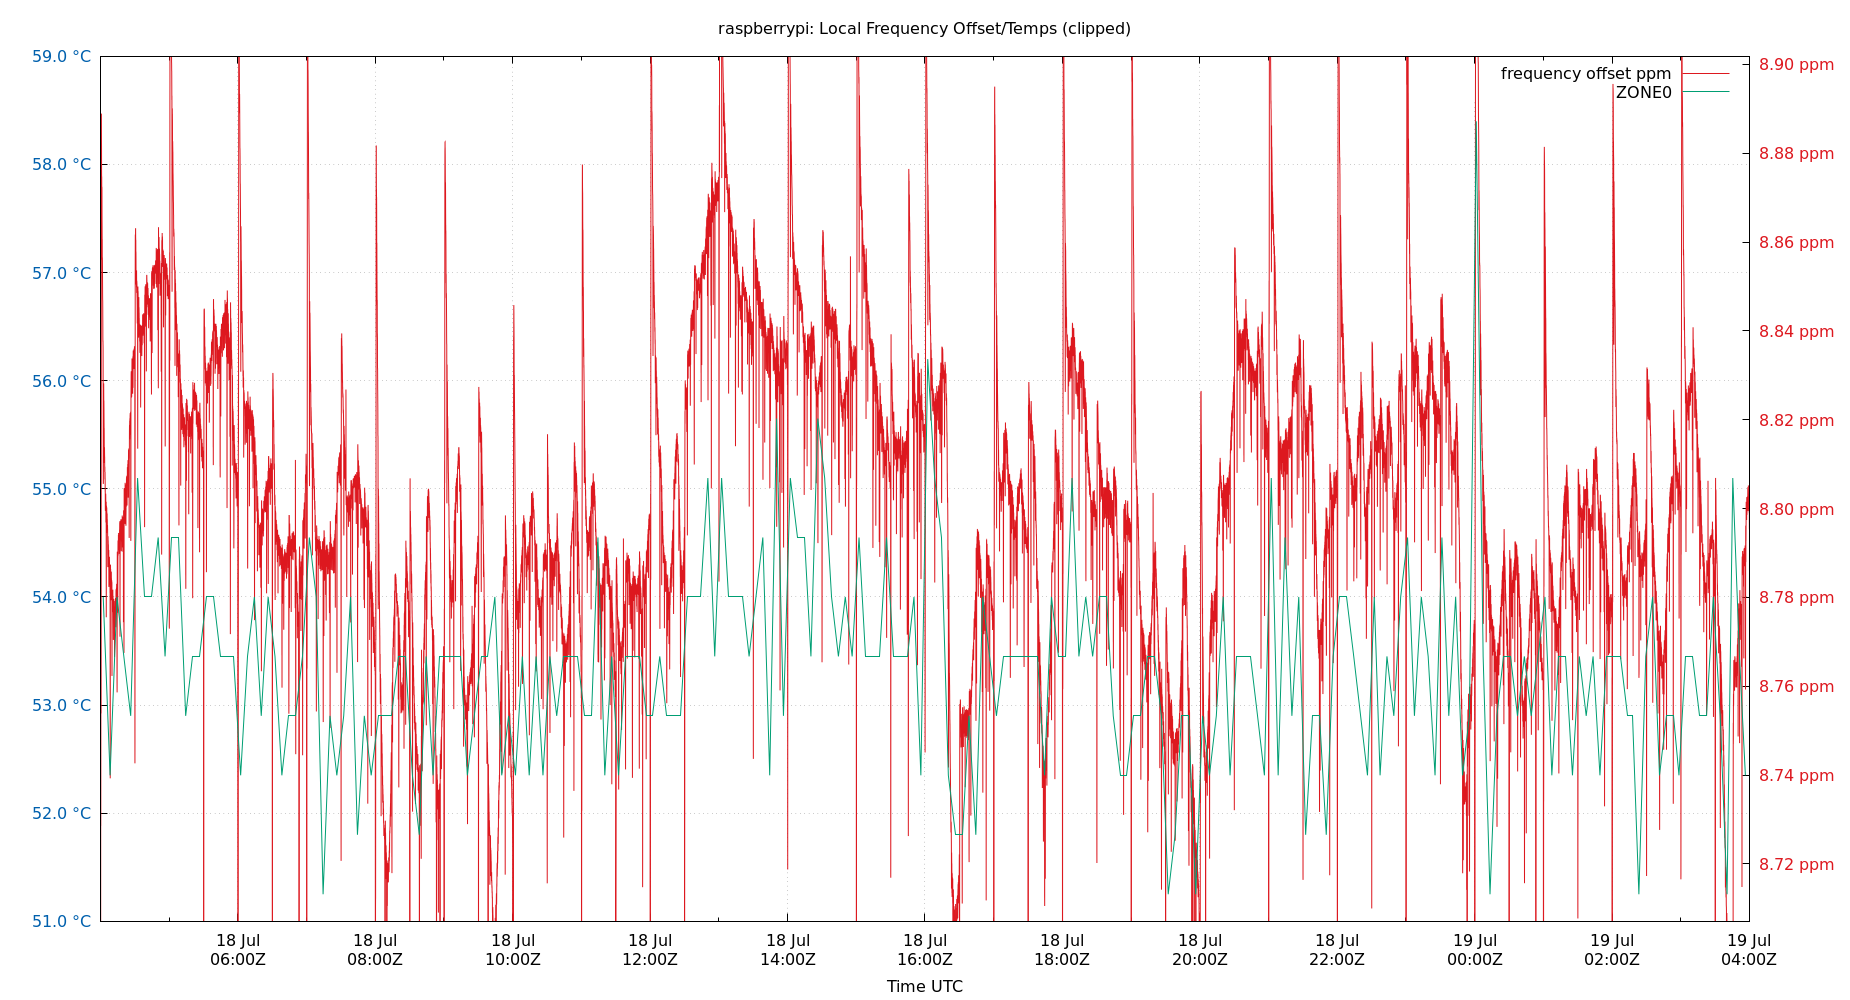 raspberrypi: Local Frequency Offset/Temps (clipped)
59.0 °C
58.0 °C
57.0 °C
56.0 °C
55.0 °C
54.0 °C
53.0 °C
52.0 °C
51.0 °C
frequency offset ppm
ZONE0
8.90 ppm
8.88 ppm
8.86 ppm
8.84 ppm
8.82 ppm
8.80 ppm
8.78 ppm
8.76 ppm
8.74 ppm
8.72 ppm
18 Jul
06:00Z
18 Jul
08:00Z
18 Jul
10:00Z
18 Jul
12:00Z
18 Jul
14:00Z
18 Jul
16:00Z
18 Jul
18:00Z
18 Jul
20:00Z
18 Jul
22:00Z
19 Jul
00:00Z
19 Jul
02:00Z
19 Jul
04:00Z
Time UTC